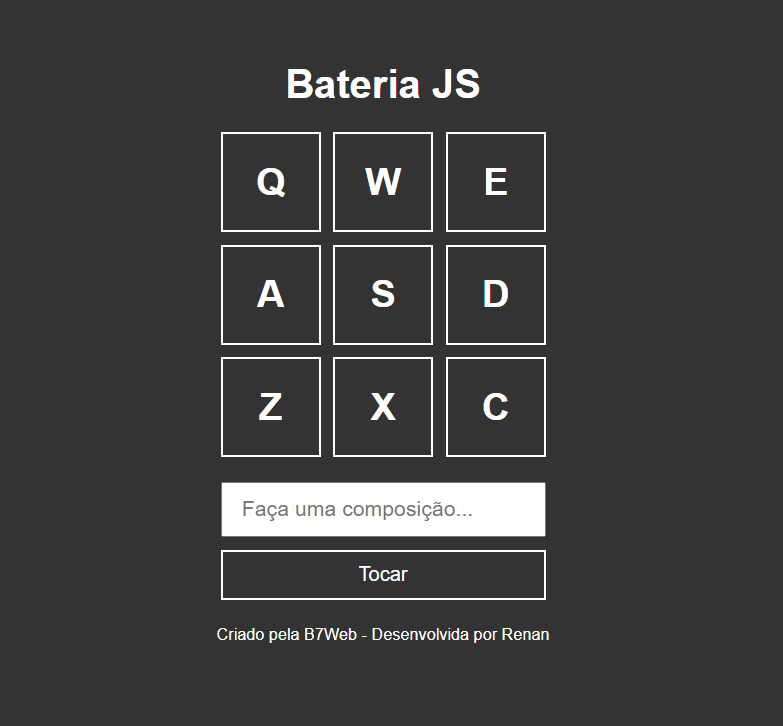 Bateria JS
Q W E
A S D
Z X C
Faça uma composição...
Tocar
Criado pela B7Web - Desenvolvida por Renan